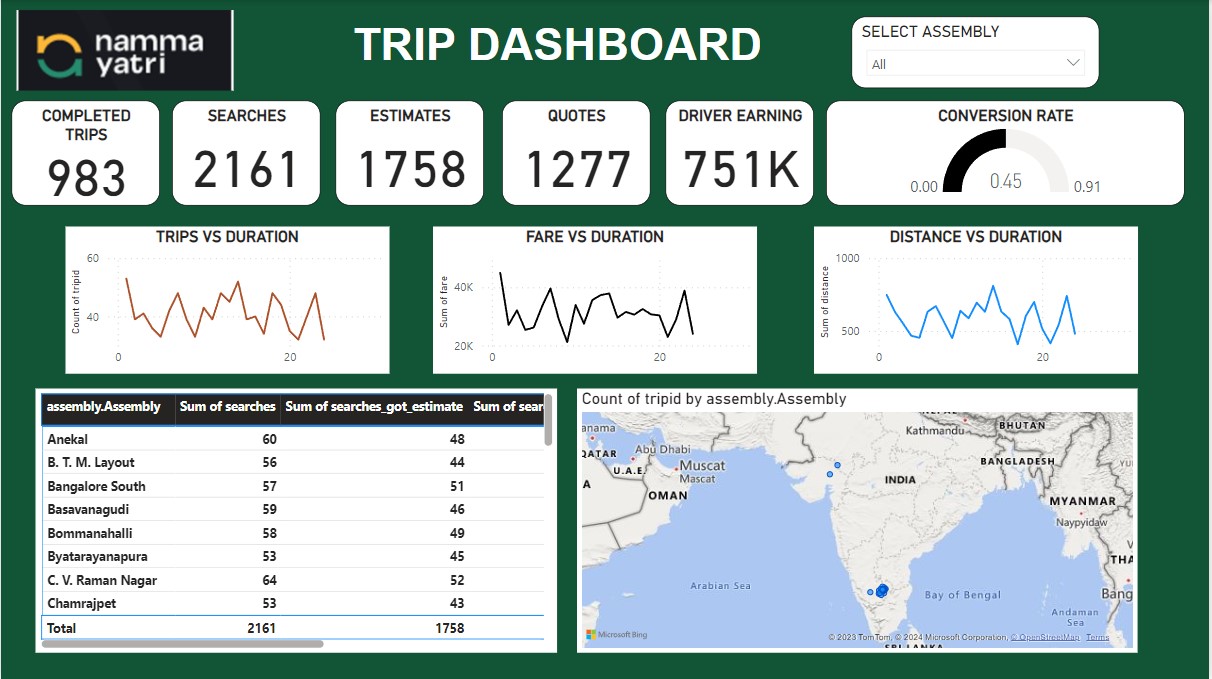 namma
yatri
TRIP DASHBOARD
SELECT ASSEMBLY
All
COMPLETED
TRIPS
983
SEARCHES
2161
ESTIMATES
1758
QUOTES
1277
DRIVER EARNING
751K
CONVERSION RATE
0.00
0.45
0.91
TRIPS VS DURATION
Count of tripid
60
40
0
20
FARE VS DURATION
Sum of fare
40K
20K
0
20
DISTANCE VS DURATION
Sum of distance
1000
500
0
20
assembly.Assembly Sum of searches Sum of searches_got_estimate Sum of sear
Anekal 60 48
B. T. M. Layout 56 44
Bangalore South 57 51
Basavanagudi 59 46
Bommanahalli 58 49
Byatarayanapura 53 45
C. V. Raman Nagar 64 52
Chamrajpet 53 43
Total 2161 1758
Count of tripid by assembly.Assembly
anama
QATAR
Abu Dhabi
U.A.E.
Muscat
Mascat
A
OMAN
Kathmandu
BHUTAN
BANGLADESH
YU
INDIA
MYANMAR
Naypyidaw
V
THA
Bang
Arabian Sea
Bay of Bengal
Andaman
Sea
SRI LANKA
Microsoft Bing
© 2023 TomTom, © 2024 Microsoft Corporation, © OpenStreetMap Terms